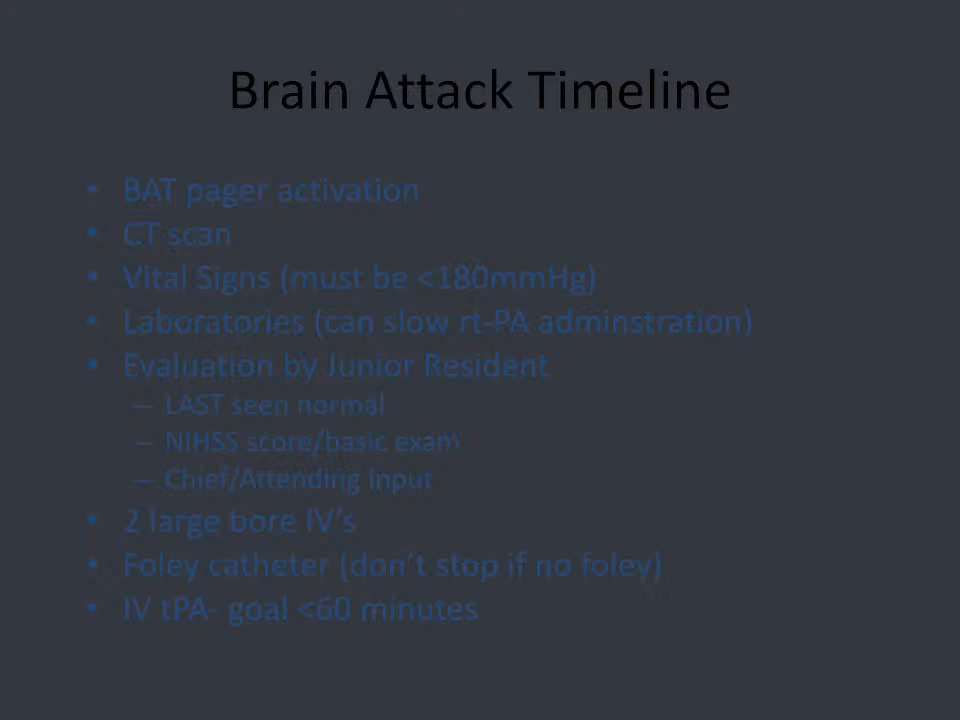 Brain Attack Timeline
• BAT pager activation
• CT scan
• Vital Signs (must be <180mmHg)
• Laboratories (can slow rt-PA adminstration)
• Evaluation by Junior Resident
– LAST seen normal
– NIHSS score/basic exam
– Chief/Attending input
• 2 large bore IV's
• Foley catheter (don't stop if no foley)
• IV tPA- goal <60 minutes